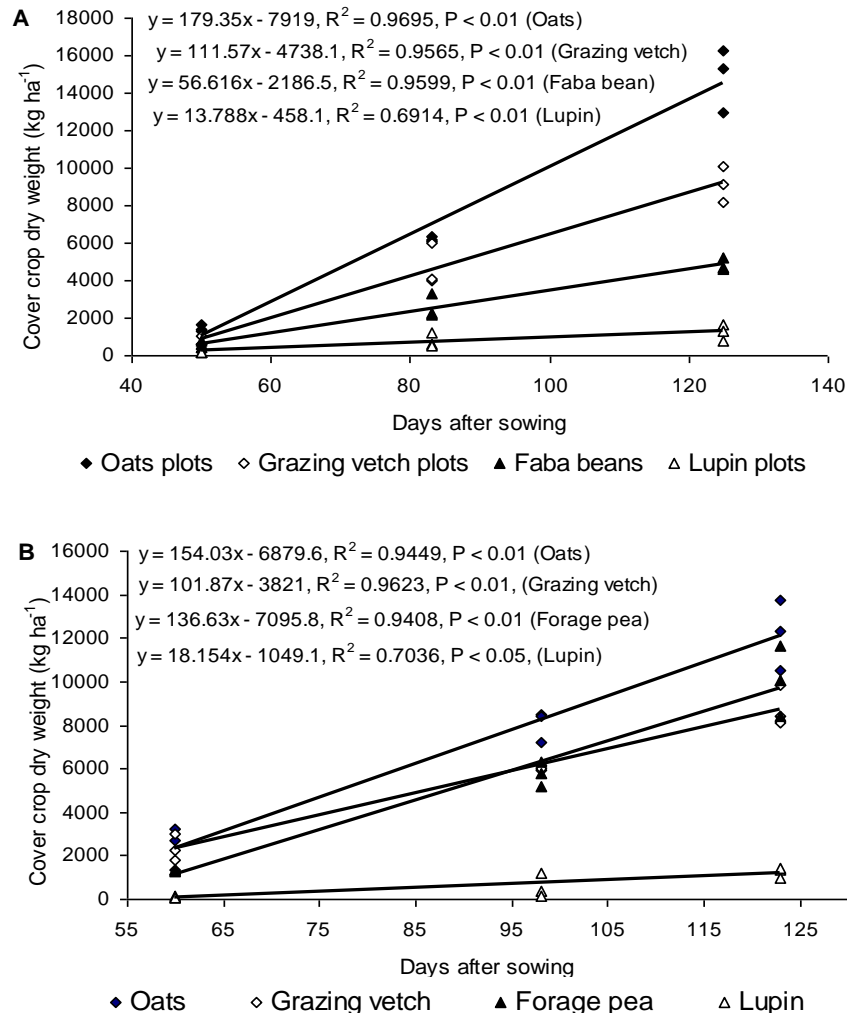 A
y = 179.35x - 7919, R² = 0.9695, P < 0.01 (Oats)
y = 111.57x - 4738.1, R² = 0.9565, P < 0.01 (Grazing vetch)
y = 56.616x - 2186.5, R² = 0.9599, P < 0.01 (Faba bean)
y = 13.788x - 458.1, R² = 0.6914, P < 0.01 (Lupin)
Cover crop dry weight (kg ha⁻¹)
18000
16000
14000
12000
10000
8000
6000
4000
2000
0
40 60 80 100 120 140
Days after sowing
Oats plots Grazing vetch plots Faba beans Lupin plots
B
y = 154.03x - 6879.6, R² = 0.9449, P < 0.01 (Oats)
y = 101.87x - 3821, R² = 0.9623, P < 0.01, (Grazing vetch)
y = 136.63x - 7095.8, R² = 0.9408, P < 0.01 (Forage pea)
y = 18.154x - 1049.1, R² = 0.7036, P < 0.05, (Lupin)
Cover crop dry weight (kg ha⁻¹)
16000
14000
12000
10000
8000
6000
4000
2000
0
55 65 75 85 95 105 115 125
Days after sowing
Oats Grazing vetch Forage pea Lupin